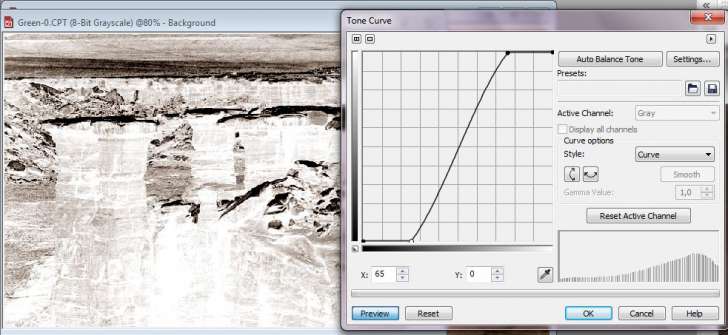 Green-0.CPT (8-Bit Grayscale) @80% - Background
Tone Curve
Auto Balance Tone
Settings...
Presets:
Active Channel:
Gray
Display all channels
Curve options
Style:
Curve
Smooth
Gamma Value:
1,0
Reset Active Channel
X: 65
Y: 0
Preview
Reset
OK
Cancel
Help